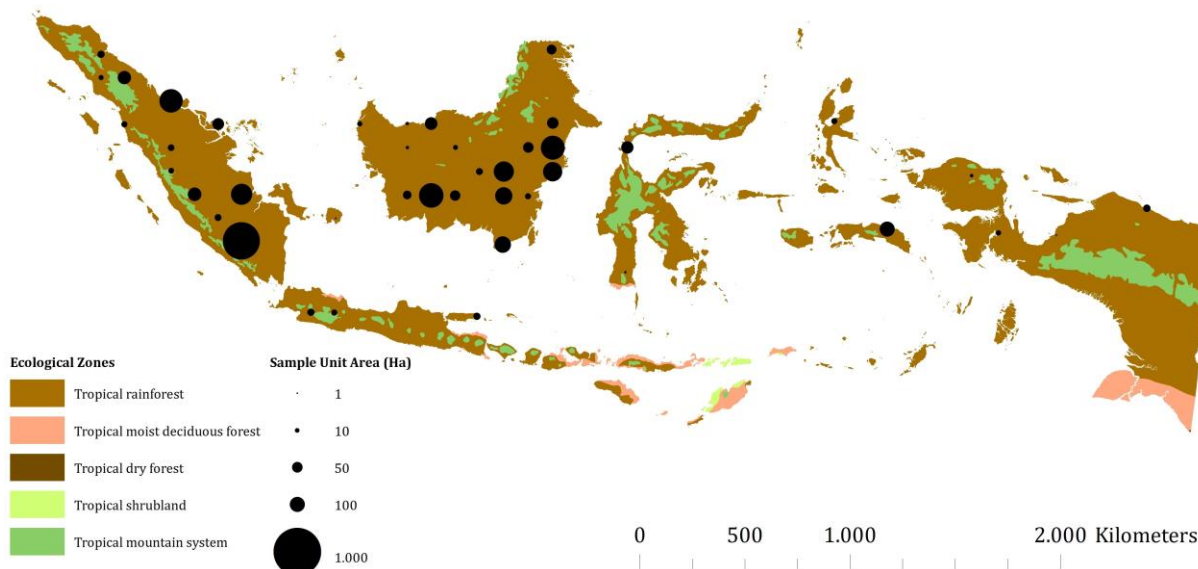 Ecological Zones
Tropical rainforest
Tropical moist deciduous forest
Tropical dry forest
Tropical shrubland
Tropical mountain system
Sample Unit Area (Ha)
1
10
50
100
1.000
0 500 1.000 2.000 Kilometers